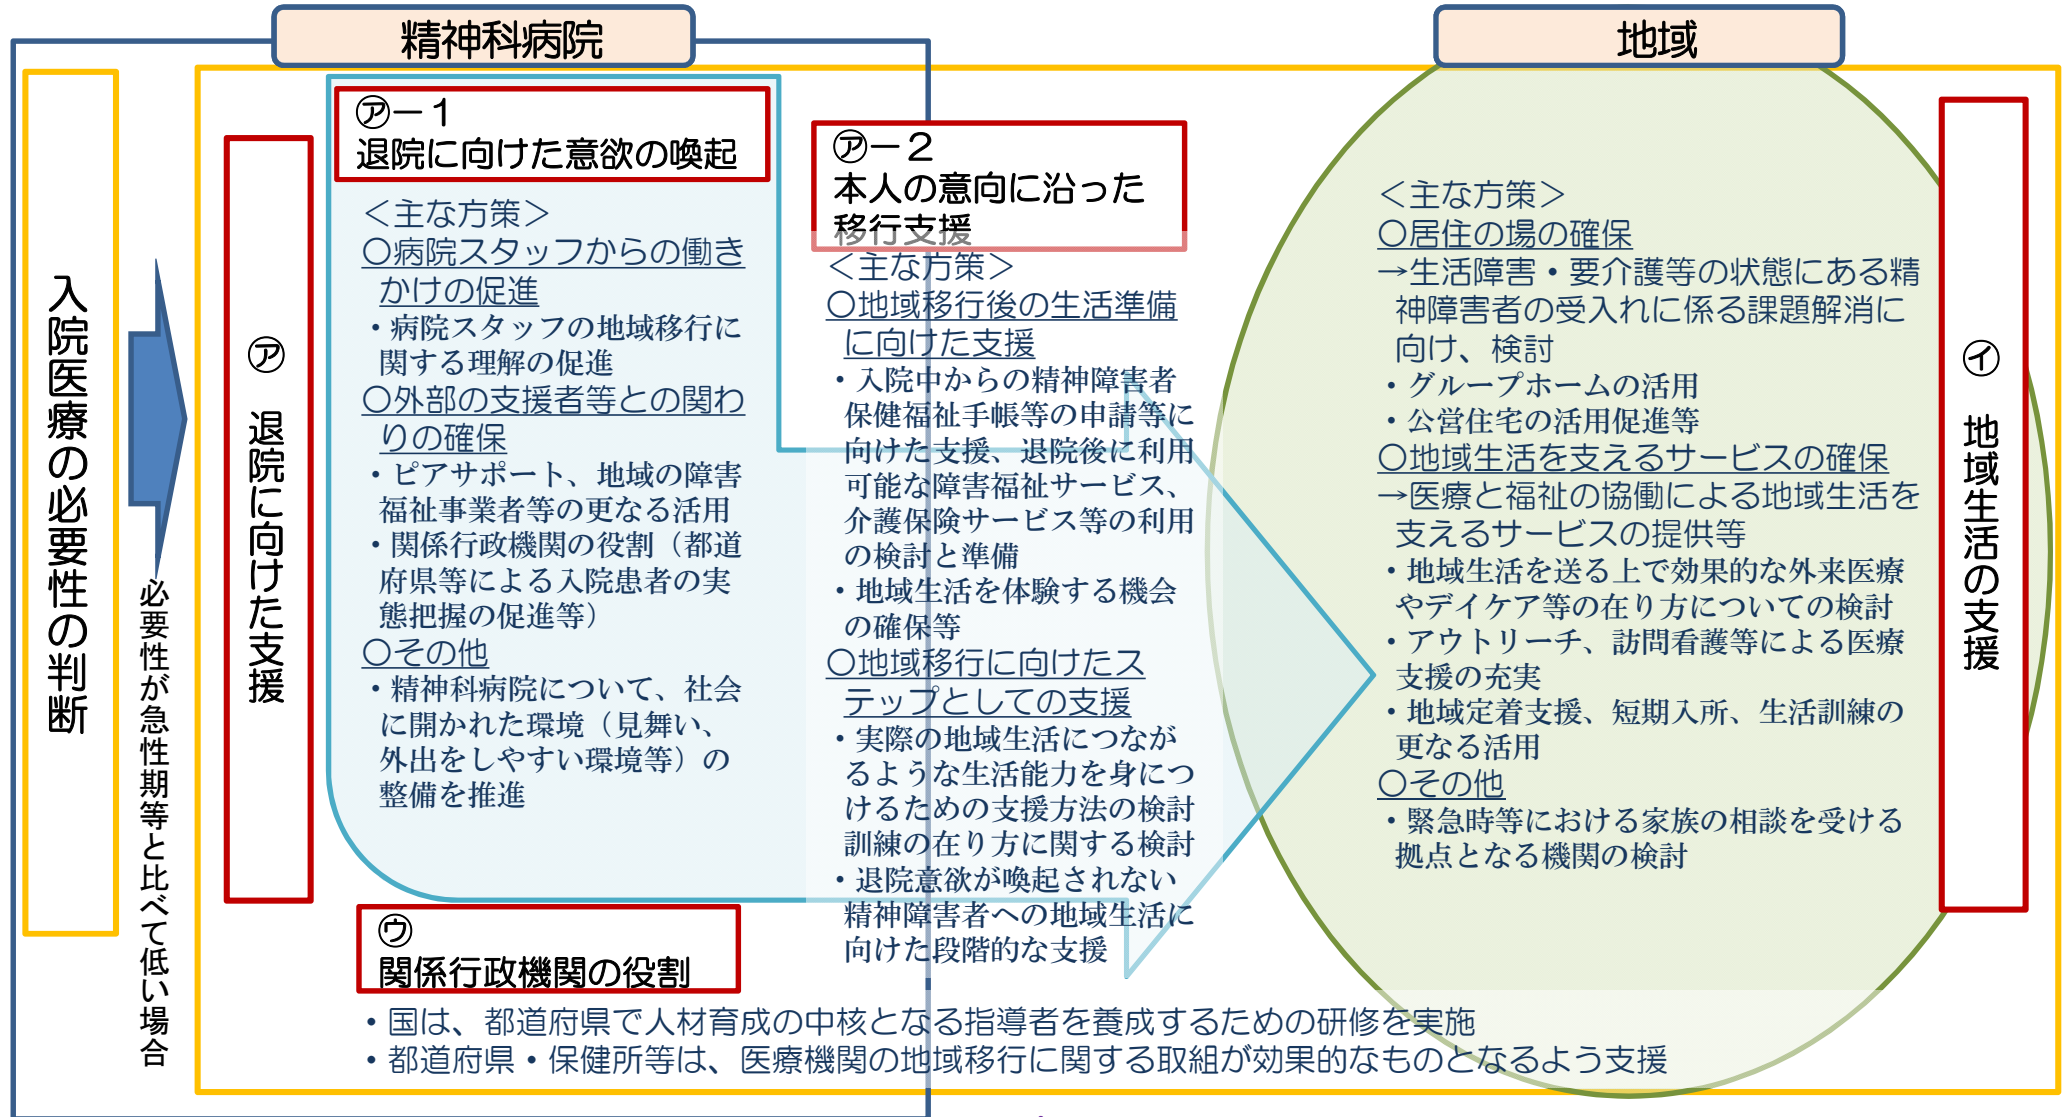 精神科病院
地域
入院医療の必要性の判断
必要性が急性期等と比べて低い場合
㋐ 退院に向けた支援
㋐－１
退院に向けた意欲の喚起
＜主な方策＞
〇病院スタッフからの働き
かけの促進
・病院スタッフの地域移行に
関する理解の促進
〇外部の支援者等との関わ
りの確保
・ピアサポート、地域の障害
福祉事業者等の更なる活用
・関係行政機関の役割（都道
府県等による入院患者の実
態把握の促進等）
〇その他
・精神科病院について、社会
に開かれた環境（見舞い、
外出をしやすい環境等）の
整備を推進
㋐－２
本人の意向に沿った
移行支援
＜主な方策＞
〇地域移行後の生活準備
に向けた支援
・入院中からの精神障害者
保健福祉手帳等の申請等に
向けた支援、退院後に利用
可能な障害福祉サービス、
介護保険サービス等の利用
の検討と準備
・地域生活を体験する機会
の確保等
〇地域移行に向けたス
テップとしての支援
・実際の地域生活につなが
るような生活能力を身につ
けるための支援方法の検討
訓練の在り方に関する検討
・退院意欲が喚起されない
精神障害者への地域生活に
向けた段階的な支援
＜主な方策＞
〇居住の場の確保
→生活障害・要介護等の状態にある精
神障害者の受入れに係る課題解消に
向け、検討
・グループホームの活用
・公営住宅の活用促進等
〇地域生活を支えるサービスの確保
→医療と福祉の協働による地域生活を
支えるサービスの提供等
・地域生活を送る上で効果的な外来医療
やデイケア等の在り方についての検討
・アウトリーチ、訪問看護等による医療
支援の充実
・地域定着支援、短期入所、生活訓練の
更なる活用
〇その他
・緊急時等における家族の相談を受ける
拠点となる機関の検討
㋑ 地域生活の支援
㋒
関係行政機関の役割
・国は、都道府県で人材育成の中核となる指導者を養成するための研修を実施
・都道府県・保健所等は、医療機関の地域移行に関する取組が効果的なものとなるよう支援